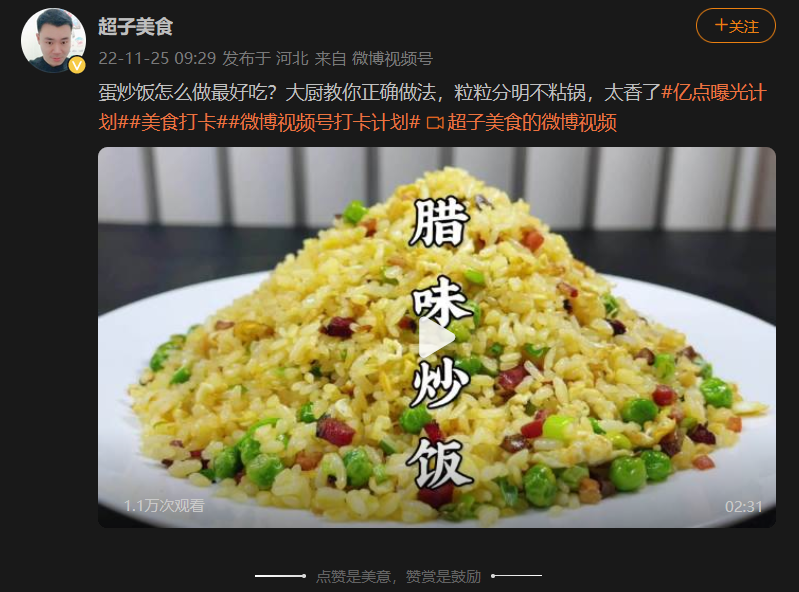 超子美食
+关注
22-11-25 09:29 发布于 河北 来自 微博视频号
蛋炒饭怎么做最好吃？大厨教你正确做法，粒粒分明不粘锅，太香了#亿点曝光计
划##美食打卡##微博视频号打卡计划# 超子美食的微博视频
腊
味
炒
饭
1.1万次观看
02:31
点赞是美意，赞赏是鼓励